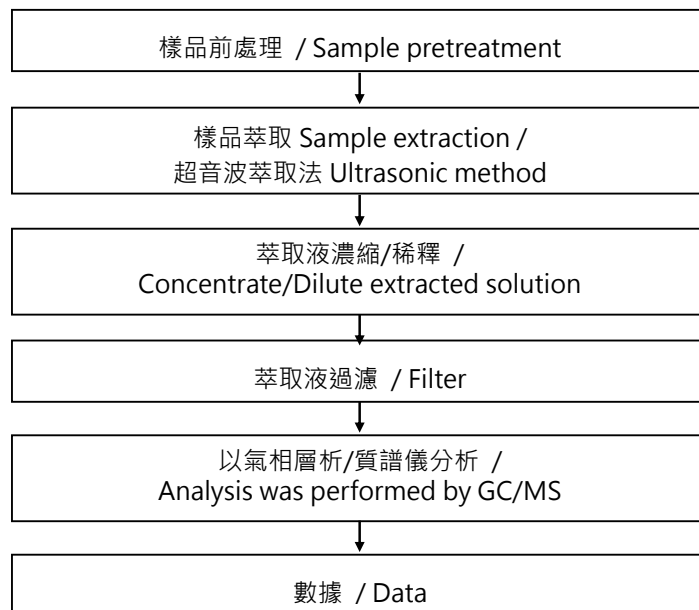 樣品前處理 / Sample pretreatment
樣品萃取 Sample extraction /
超音波萃取法 Ultrasonic method
萃取液濃縮/稀釋 /
Concentrate/Dilute extracted solution
萃取液過濾 / Filter
以氣相層析/質譜儀分析 /
Analysis was performed by GC/MS
數據 / Data